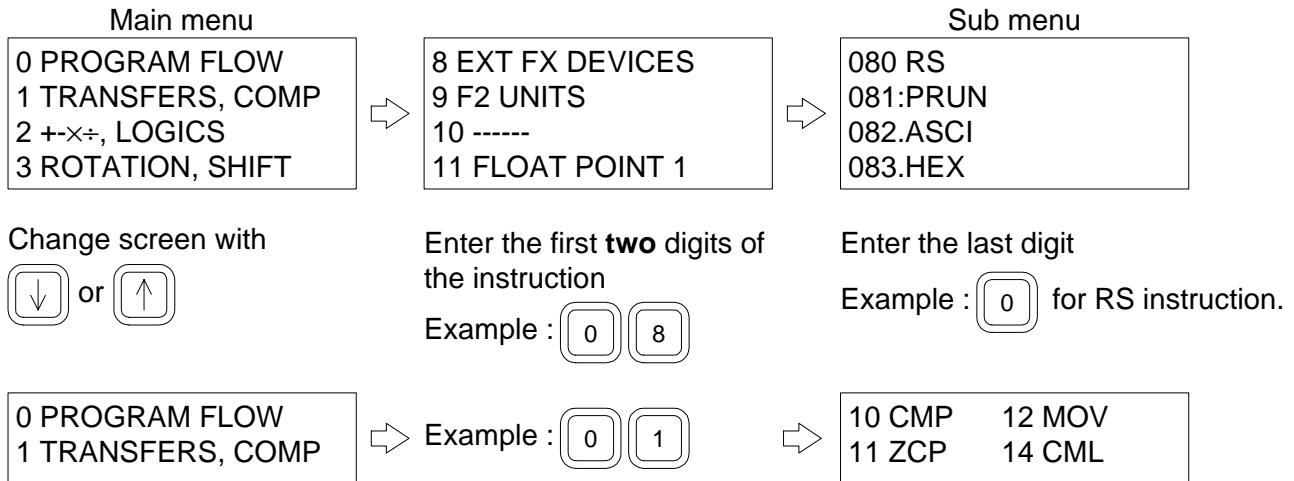 Main menu
0 PROGRAM FLOW
1 TRANSFERS, COMP
2 +-×÷, LOGICS
3 ROTATION, SHIFT
8 EXT FX DEVICES
9 F2 UNITS
10 ------
11 FLOAT POINT 1
Sub menu
080 RS
081:PRUN
082.ASCI
083.HEX
Change screen with
↓ or ↑
Enter the first two digits of
the instruction
Example : 0 8
Enter the last digit
Example : 0 for RS instruction.
0 PROGRAM FLOW
1 TRANSFERS, COMP
Example : 0 1
10 CMP 12 MOV
11 ZCP 14 CML